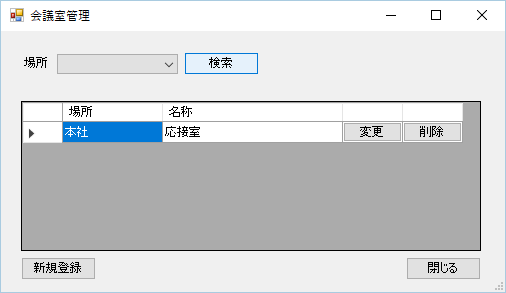 会議室管理
場所 検索
場所 名称
本社 応接室 変更 削除
新規登録 閉じる